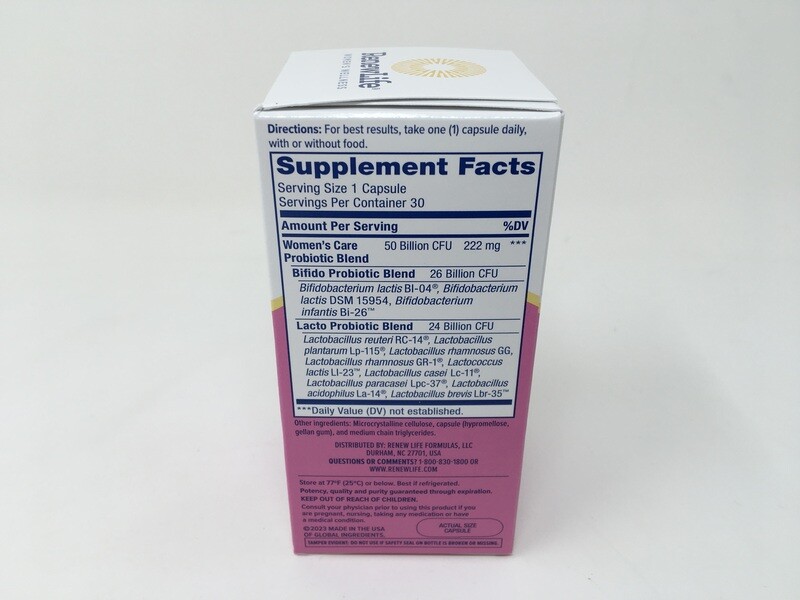 RenewLife
WOMEN'S WELLNESS
Directions: For best results, take one (1) capsule daily,
with or without food.
Supplement Facts
Serving Size 1 Capsule
Servings Per Container 30
Amount Per Serving %DV
Women's Care 50 Billion CFU 222 mg ***
Probiotic Blend
Bifido Probiotic Blend 26 Billion CFU
Bifidobacterium lactis Bl-04®, Bifidobacterium
lactis DSM 15954, Bifidobacterium
infantis Bi-26™
Lacto Probiotic Blend 24 Billion CFU
Lactobacillus reuteri RC-14®, Lactobacillus
plantarum Lp-115®, Lactobacillus rhamnosus GG,
Lactobacillus rhamnosus GR-1®, Lactococcus
lactis Ll-23™, Lactobacillus casei Lc-11®,
Lactobacillus paracasei Lpc-37®, Lactobacillus
acidophilus La-14®, Lactobacillus brevis Lbr-35™
***Daily Value (DV) not established.
Other ingredients: Microcrystalline cellulose, capsule (hypromellose,
gellan gum), and medium chain triglycerides.
DISTRIBUTED BY: RENEW LIFE FORMULAS, LLC
DURHAM, NC 27701, USA
QUESTIONS OR COMMENTS? 1-800-830-1800 OR
WWW.RENEWLIFE.COM
Store at 77°F (25°C) or below. Best if refrigerated.
Potency, quality and purity guaranteed through expiration.
KEEP OUT OF REACH OF CHILDREN.
Consult your physician prior to using this product if you
are pregnant, nursing, taking any medication or have
a medical condition.
©2023 MADE IN THE USA
OF GLOBAL INGREDIENTS.
ACTUAL SIZE
CAPSULE
TAMPER EVIDENT: DO NOT USE IF SAFETY SEAL ON BOTTLE IS BROKEN OR MISSING.